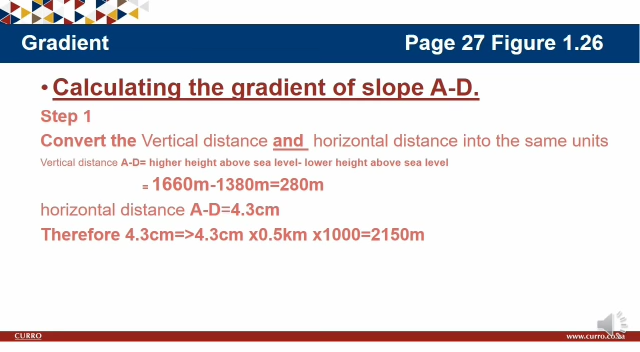 Gradient Page 27 Figure 1.26
• Calculating the gradient of slope A-D.
Step 1
Convert the Vertical distance and horizontal distance into the same units
Vertical distance A-D= higher height above sea level- lower height above sea level
= 1660m-1380m=280m
horizontal distance A-D=4.3cm
Therefore 4.3cm=>4.3cm x0.5km x1000=2150m
CURRO www.curro.co.za